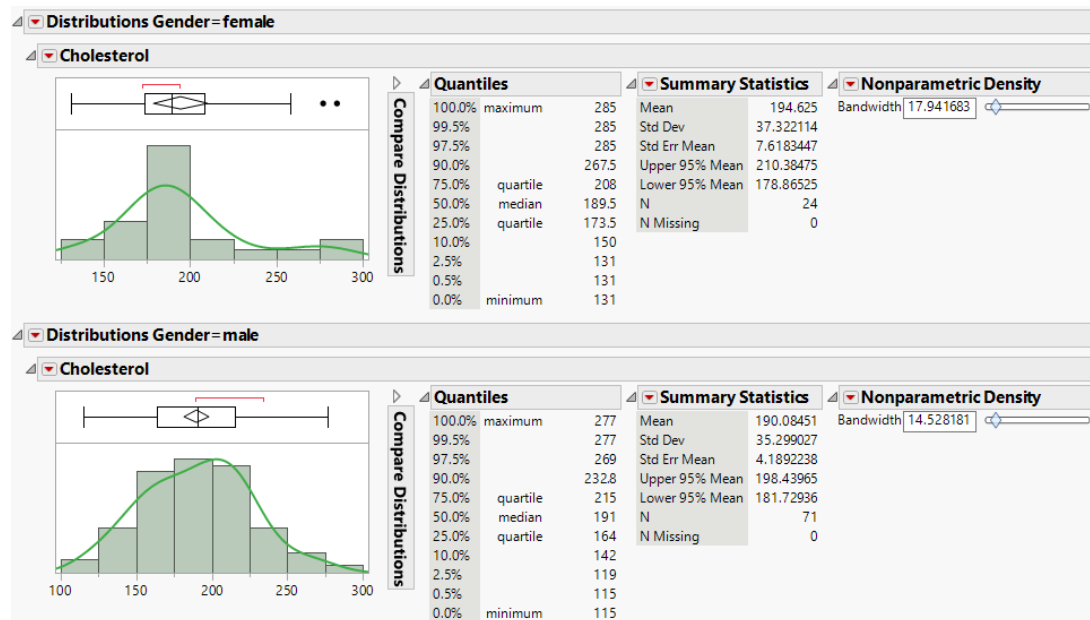 Distributions Gender=female
Cholesterol
150 200 250 300
Compare Distributions
Quantiles
100.0% maximum 285
99.5% 285
97.5% 285
90.0% 267.5
75.0% quartile 208
50.0% median 189.5
25.0% quartile 173.5
10.0% 150
2.5% 131
0.5% 131
0.0% minimum 131
Summary Statistics
Mean 194.625
Std Dev 37.322114
Std Err Mean 7.6183447
Upper 95% Mean 210.38475
Lower 95% Mean 178.86525
N 24
N Missing 0
Nonparametric Density
Bandwidth 17.941683
Distributions Gender=male
Cholesterol
100 150 200 250 300
Compare Distributions
Quantiles
100.0% maximum 277
99.5% 277
97.5% 269
90.0% 232.8
75.0% quartile 215
50.0% median 191
25.0% quartile 164
10.0% 142
2.5% 119
0.5% 115
0.0% minimum 115
Summary Statistics
Mean 190.08451
Std Dev 35.299027
Std Err Mean 4.1892238
Upper 95% Mean 198.43965
Lower 95% Mean 181.72936
N 71
N Missing 0
Nonparametric Density
Bandwidth 14.528181